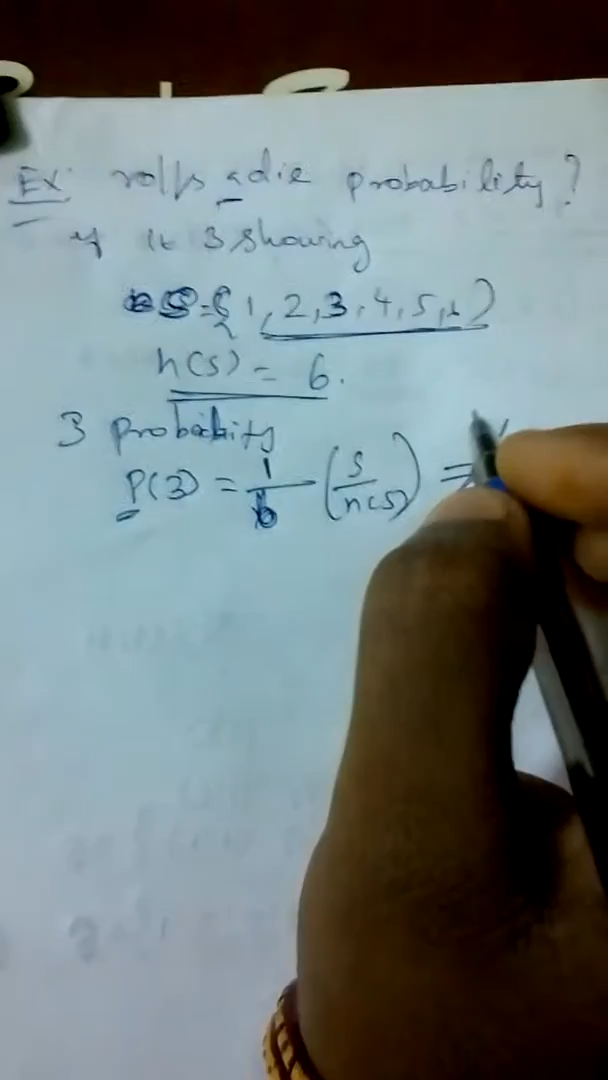 Ex: rolls a die probability?
if it 3 showing
S = { 1, 2, 3, 4, 5, 6 }
n(s) = 6.
3 probability
P(3) = 1/6 (s/n(s)) =